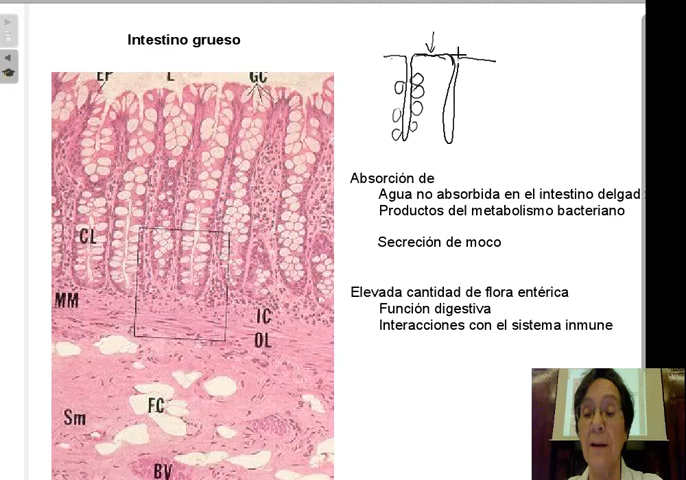 Intestino grueso
EP L GC
CL
MM
IC
OL
Sm
FC
BV
Absorción de
Agua no absorbida en el intestino delgad
Productos del metabolismo bacteriano
Secreción de moco
Elevada cantidad de flora entérica
Función digestiva
Interacciones con el sistema inmune